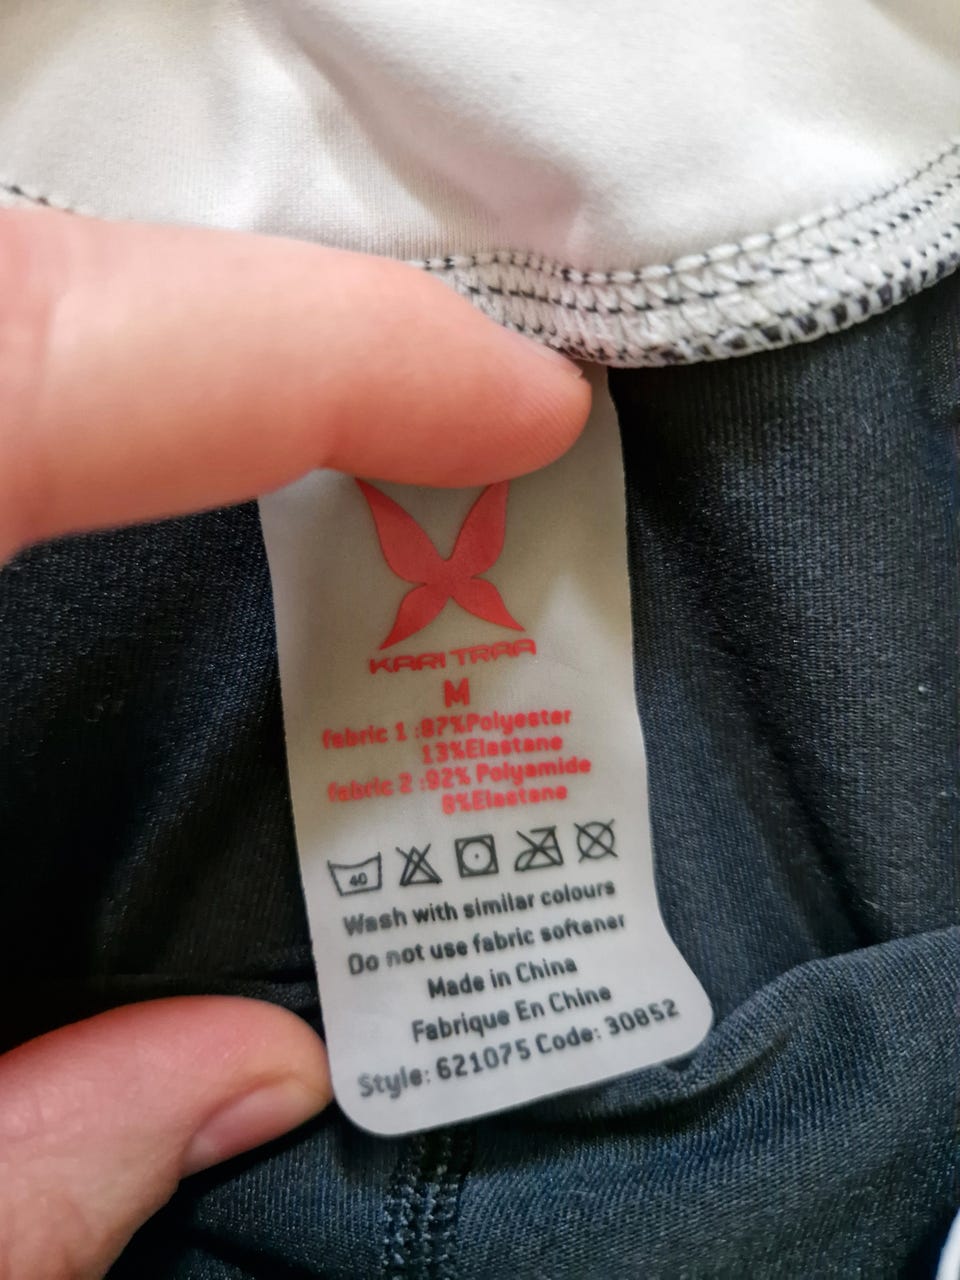 KARI TRAA
M
fabric 1 :87%Polyester
13%Elastane
fabric 2 :92% Polyamide
8%Elastane
40
Wash with similar colours
Do not use fabric softener
Made in China
Fabrique En Chine
Style: 621075 Code: 30852